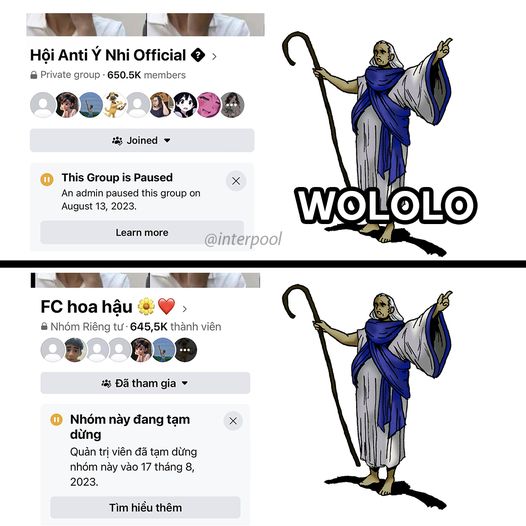 Hội Anti Ý Nhi Official
Private group · 650.5K members
Joined
This Group is Paused
An admin paused this group on
August 13, 2023.
Learn more
WOLOLO
@interpool
FC hoa hậu 🌼❤️
Nhóm Riêng tư · 645,5K thành viên
Đã tham gia
Nhóm này đang tạm
dừng
Quản trị viên đã tạm dừng
nhóm này vào 17 tháng 8,
2023.
Tìm hiểu thêm